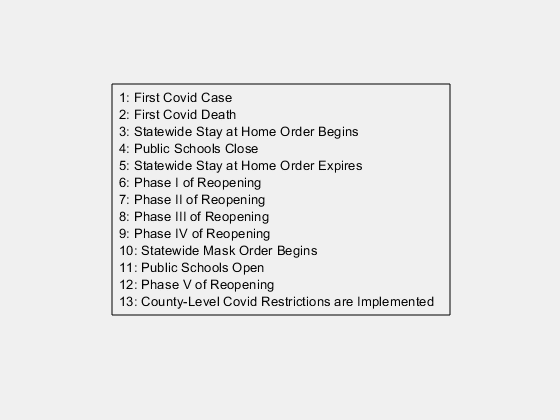 1: First Covid Case
2: First Covid Death
3: Statewide Stay at Home Order Begins
4: Public Schools Close
5: Statewide Stay at Home Order Expires
6: Phase I of Reopening
7: Phase II of Reopening
8: Phase III of Reopening
9: Phase IV of Reopening
10: Statewide Mask Order Begins
11: Public Schools Open
12: Phase V of Reopening
13: County-Level Covid Restrictions are Implemented